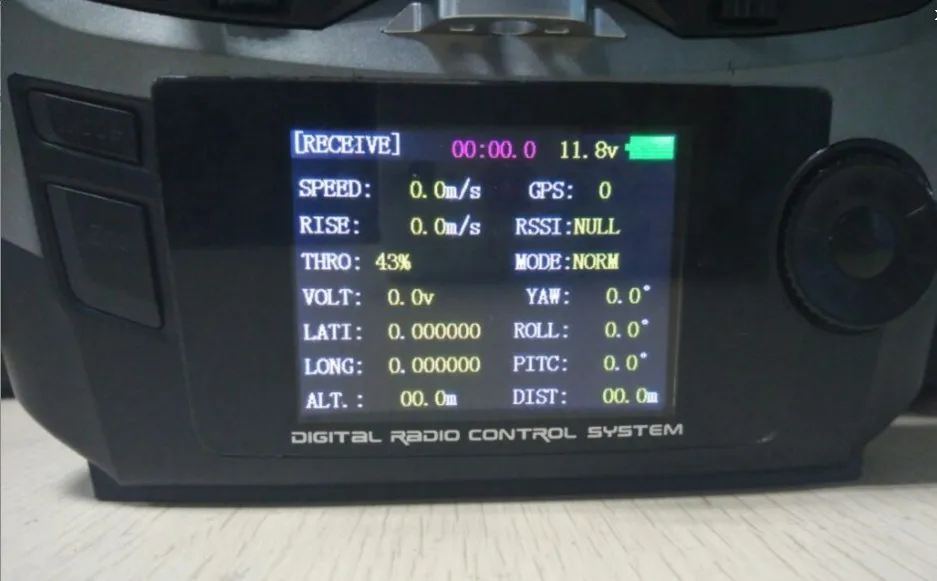 [RECEIVE] 00:00.0 11.8v
SPEED: 0.0m/s GPS: 0
RISE: 0.0m/s RSSI:NULL
THRO: 43% MODE:NORM
VOLT: 0.0v YAW: 0.0°
LATI: 0.000000 ROLL: 0.0°
LONG: 0.000000 PITC: 0.0°
ALT.: 00.0m DIST: 00.0m
DIGITAL RADIO CONTROL SYSTEM